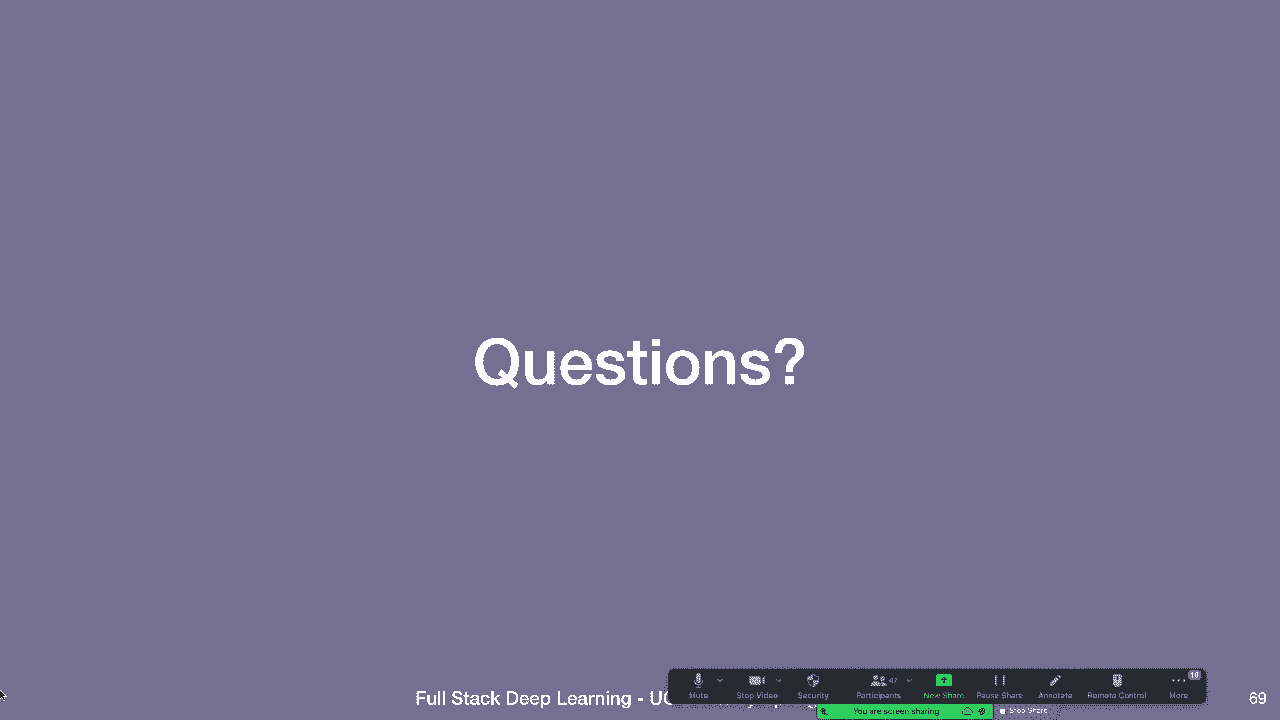 Questions?
Full Stack Deep Learning - UC
69
47
10
Mute
Stop Video
Security
Participants
New Share
Pause Share
Annotate
Remote Control
More
You are screen sharing
Stop Share